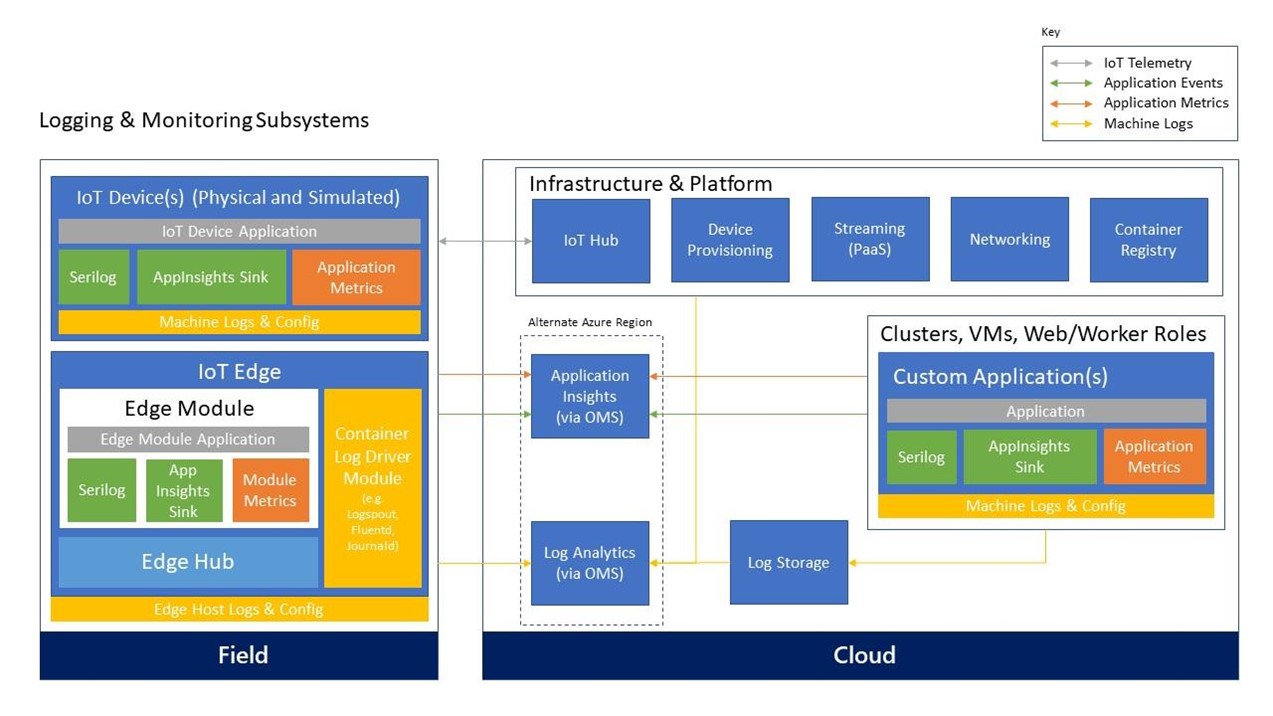 Key
IoT Telemetry
Application Events
Application Metrics
Machine Logs
Logging & Monitoring Subsystems
IoT Device(s) (Physical and Simulated)
IoT Device Application
Serilog
AppInsights Sink
Application
Metrics
Machine Logs & Config
IoT Edge
Edge Module
Edge Module Application
Serilog
App
Insights
Sink
Module
Metrics
Container
Log Driver
Module
(e.g.
Logspout,
Fluentd,
Journald)
Edge Hub
Edge Host Logs & Config
Field
Infrastructure & Platform
IoT Hub
Device
Provisioning
Streaming
(PaaS)
Networking
Container
Registry
Alternate Azure Region
Application
Insights
(via OMS)
Log Analytics
(via OMS)
Log Storage
Clusters, VMs, Web/Worker Roles
Custom Application(s)
Application
Serilog
AppInsights
Sink
Application
Metrics
Machine Logs & Config
Cloud